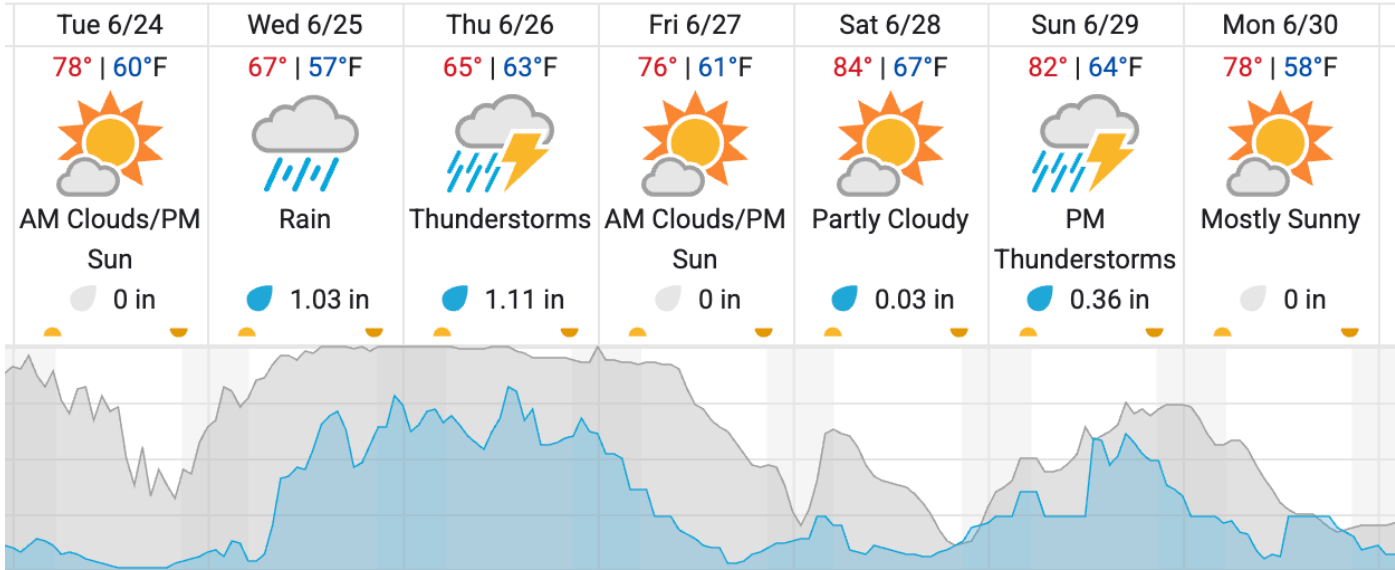 Tue 6/24 Wed 6/25 Thu 6/26 Fri 6/27 Sat 6/28 Sun 6/29 Mon 6/30
78° | 60°F 67° | 57°F 65° | 63°F 76° | 61°F 84° | 67°F 82° | 64°F 78° | 58°F
AM Clouds/PM Rain Thunderstorms AM Clouds/PM Partly Cloudy PM Mostly Sunny
Sun Sun Thunderstorms
0 in 1.03 in 1.11 in 0 in 0.03 in 0.36 in 0 in